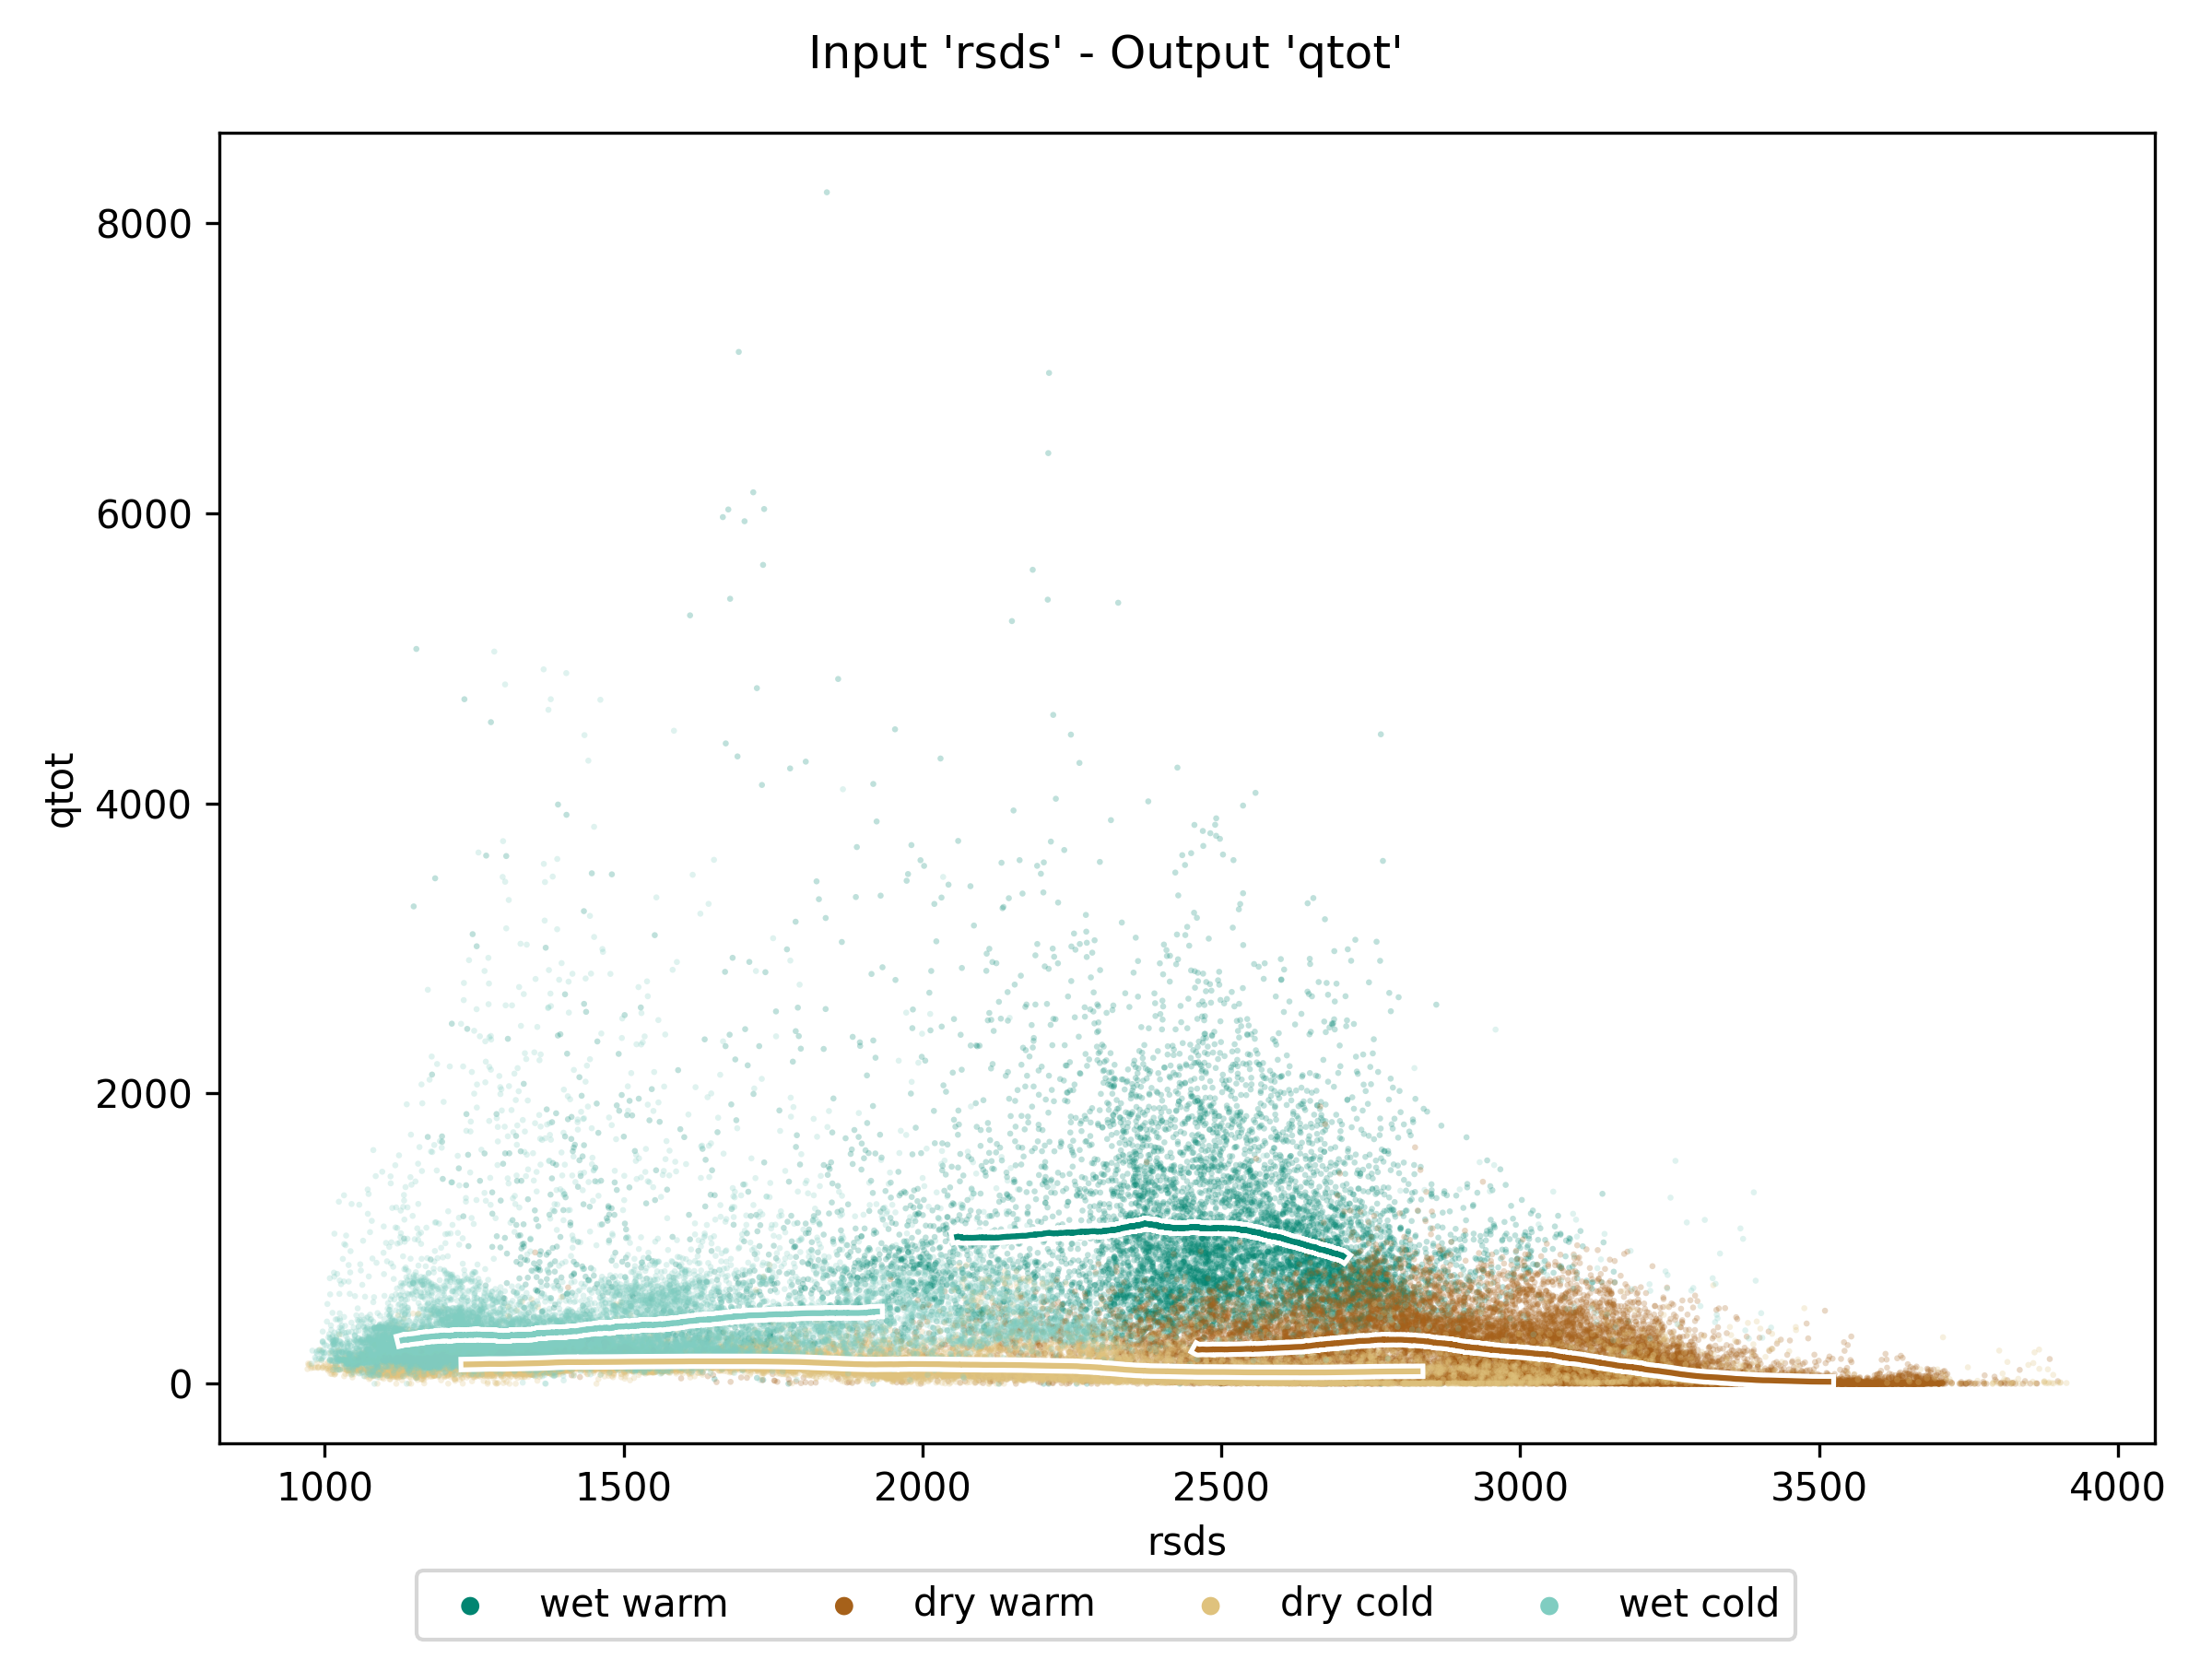 Input 'rsds' - Output 'qtot'
8000
6000
4000
2000
0
qtot
1000 1500 2000 2500 3000 3500 4000
rsds
wet warm dry warm dry cold wet cold